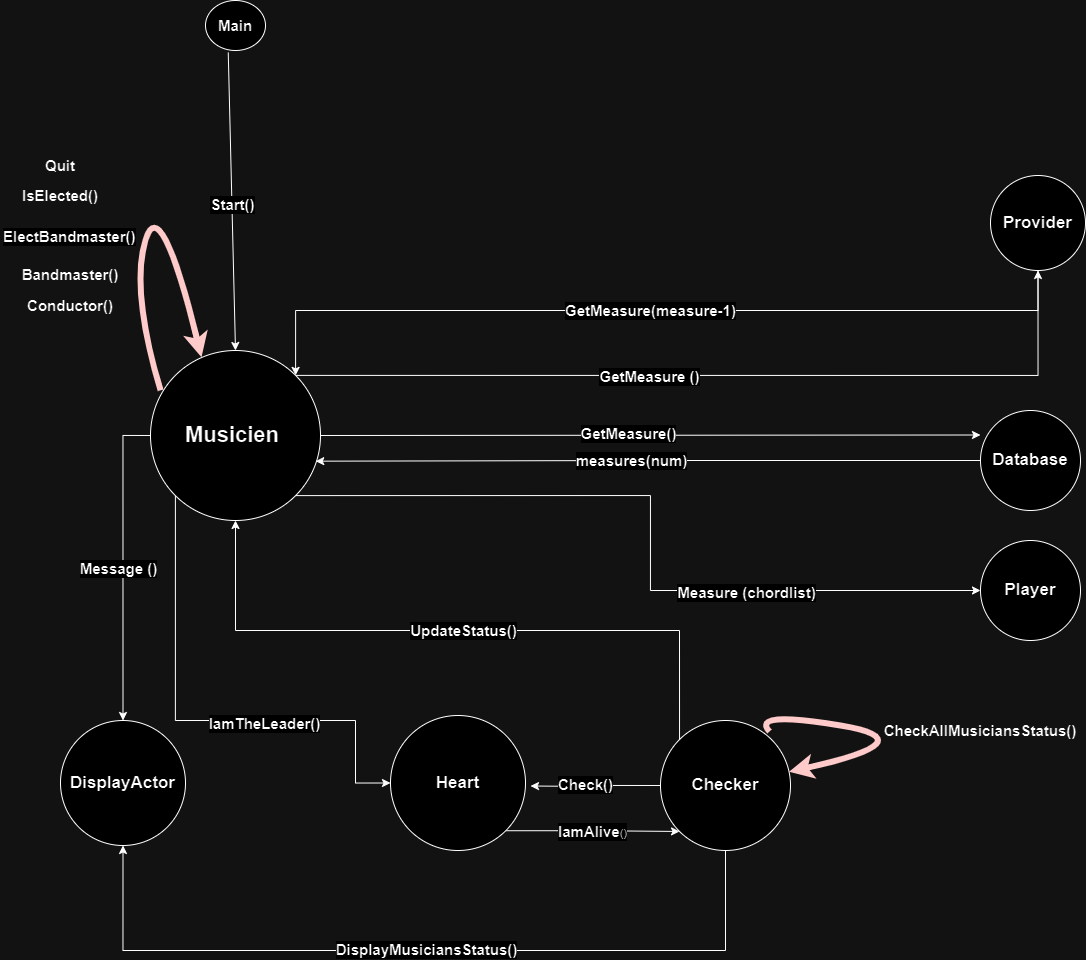 Main
Quit
IsElected()
Start()
Provider
ElectBandmaster()
Bandmaster()
Conductor()
GetMeasure(measure-1)
GetMeasure ()
Musicien
GetMeasure()
measures(num)
Database
Message ()
Measure (chordlist)
Player
UpdateStatus()
IamTheLeader()
CheckAllMusiciansStatus()
DisplayActor
Heart
Check()
Checker
IamAlive()
DisplayMusiciansStatus()